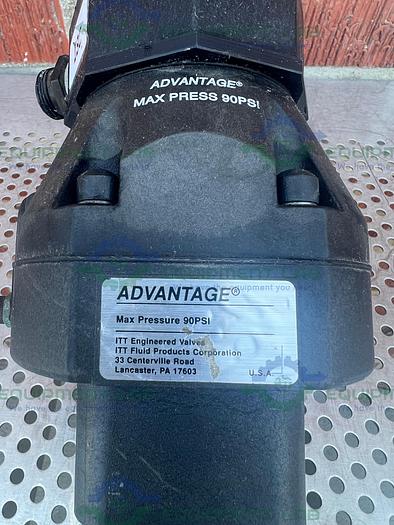 ADVANTAGE®
MAX PRESS 90PSI
ADVANTAGE®
Max Pressure 90PSI
ITT Engineered Valves
ITT Fluid Products Corporation
33 Centerville Road
Lancaster, PA 17603
U.S.A.